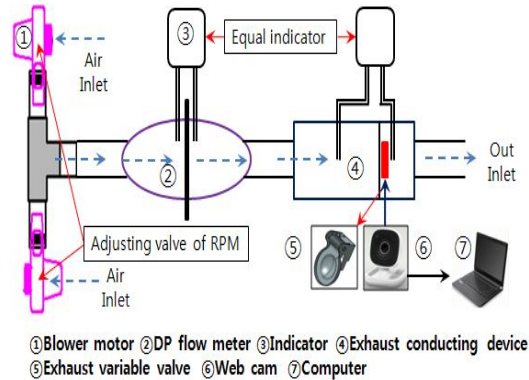 ①
Air
Inlet
③
Equal indicator
②
④
Out
Inlet
Adjusting valve of RPM
Air
Inlet
⑤
⑥
⑦
①Blower motor ②DP flow meter ③Indicator ④Exhaust conducting device
⑤Exhaust variable valve ⑥Web cam ⑦Computer